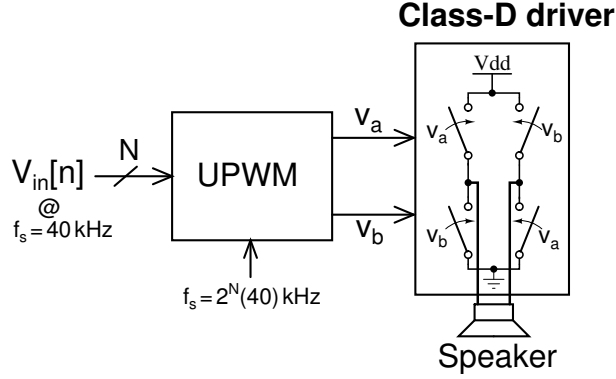 Class-D driver
Vdd
v_a
v_b
v_a
v_b
N
UPWM
V_in[n]
@
f_s = 40 kHz
v_b
v_a
f_s = 2^N(40) kHz
Speaker